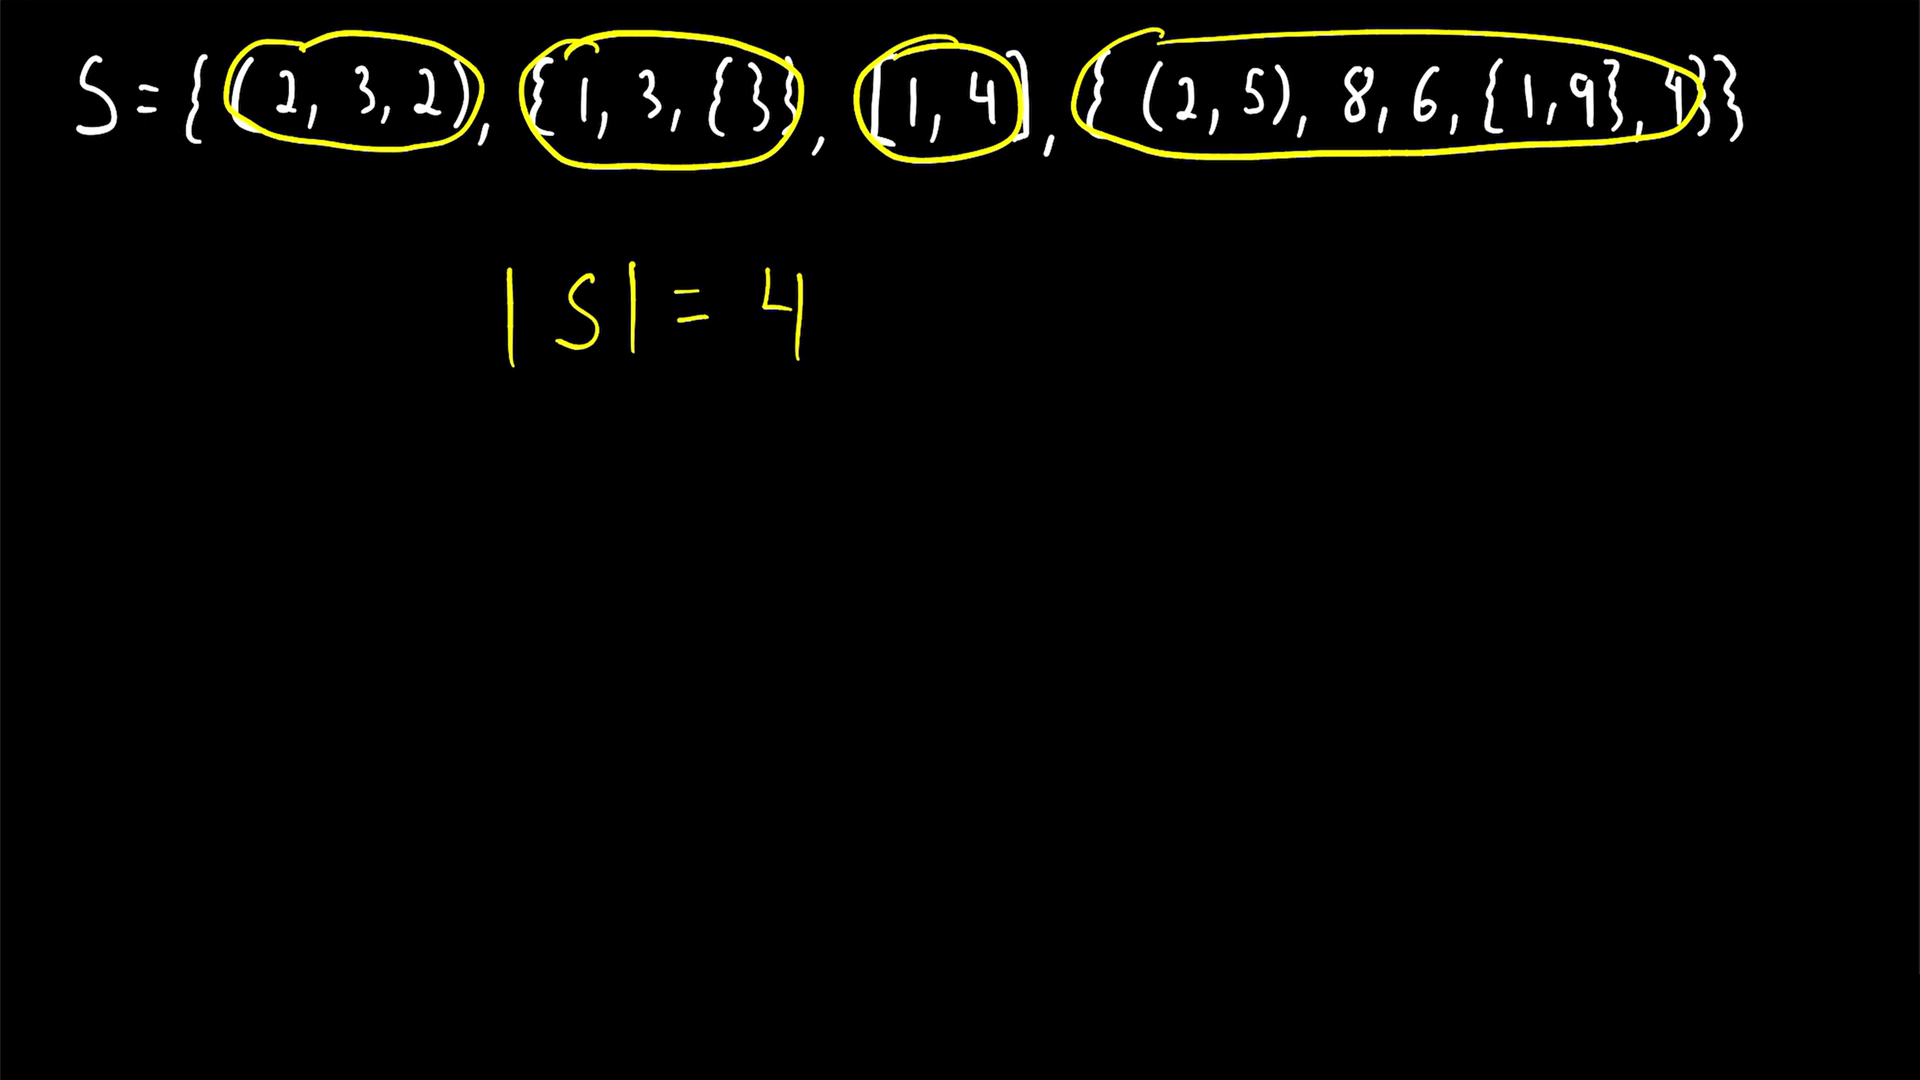 S = { (2, 3, 2), {1, 3, {}}, [1, 4], { (2, 5), 8, 6, {1, 9}, 4}}
|S| = 4